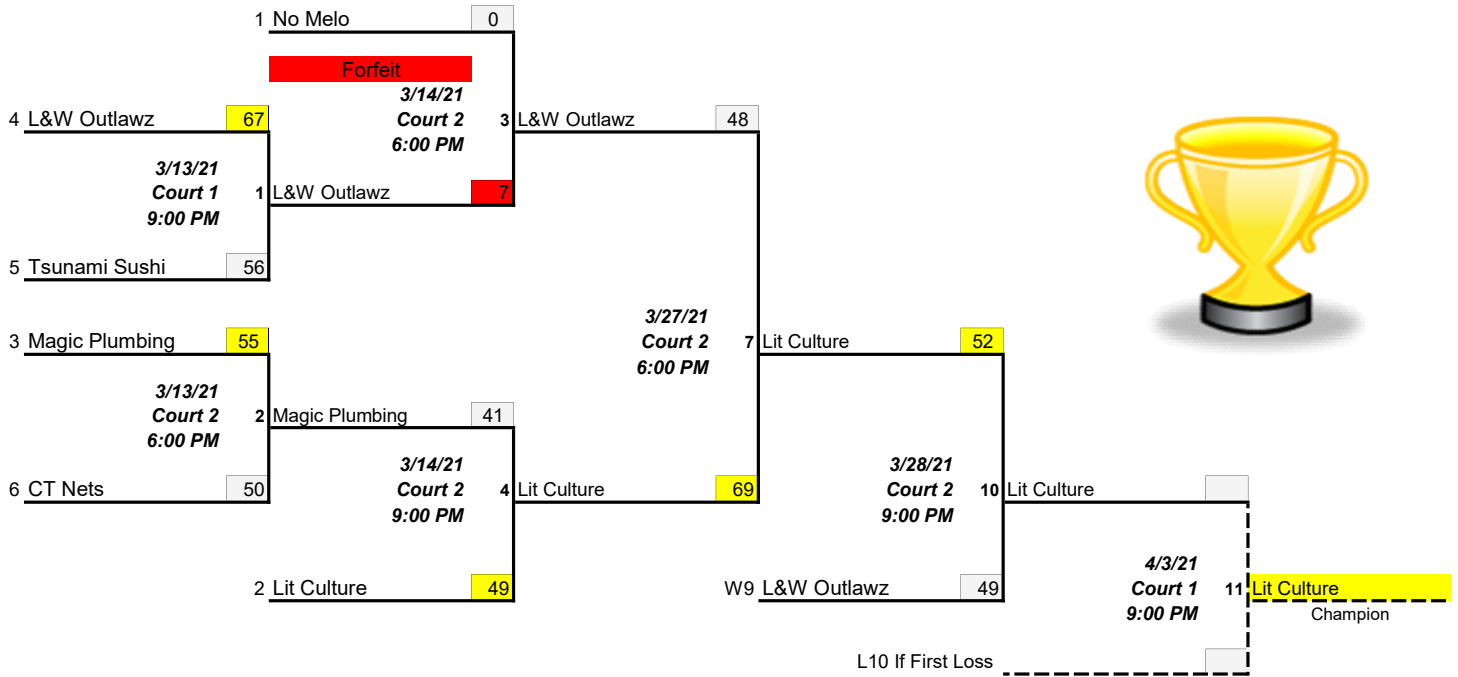 1 No Melo 0
Forfeit
3/14/21
4 L&W Outlawz 67
Court 2 3 L&W Outlawz 48
6:00 PM
3/13/21
Court 1 1 L&W Outlawz 7
9:00 PM
5 Tsunami Sushi 56
3/27/21
3 Magic Plumbing 55
Court 2 7 Lit Culture 52
6:00 PM
3/13/21
Court 2 2 Magic Plumbing 41
6:00 PM
3/14/21
3/28/21
6 CT Nets 50
Court 2 4 Lit Culture 69
Court 2 10 Lit Culture
9:00 PM
9:00 PM
4/3/21
2 Lit Culture 49
W9 L&W Outlawz 49
Court 1 11 Lit Culture
9:00 PM
Champion
L10 If First Loss